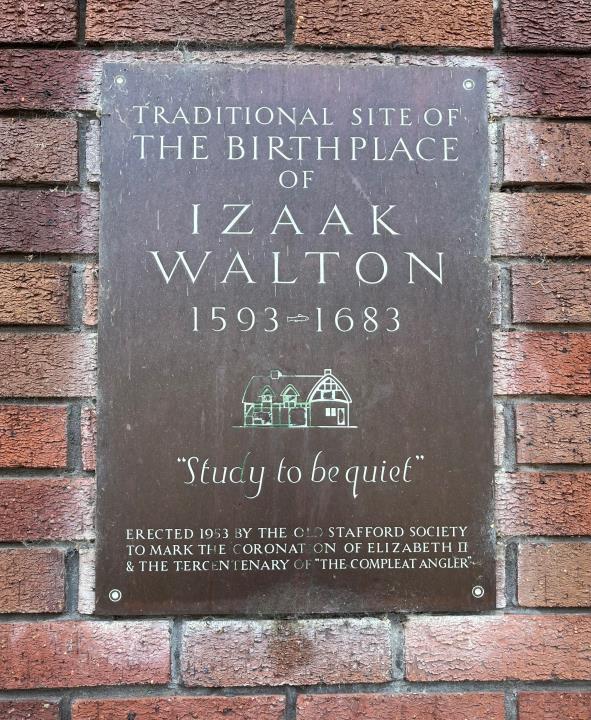 TRADITIONAL SITE OF
THE BIRTHPLACE
OF
IZAAK
WALTON
1593 1683
"Study to be quiet"
ERECTED 1953 BY THE OLD STAFFORD SOCIETY
TO MARK THE CORONATION OF ELIZABETH II
& THE TERCENTENARY OF "THE COMPLEAT ANGLER"